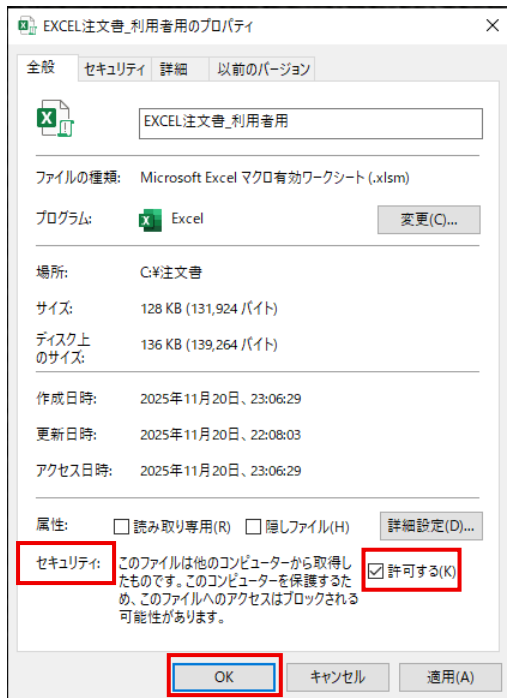 EXCEL注文書_利用者用のプロパティ
全般 セキュリティ 詳細 以前のバージョン
EXCEL注文書_利用者用
ファイルの種類: Microsoft Excel マクロ有効ワークシート (.xlsm)
プログラム: Excel 変更(C)...
場所: C:¥注文書
サイズ: 128 KB (131,924 バイト)
ディスク上
のサイズ: 136 KB (139,264 バイト)
作成日時: 2025年11月20日、23:06:29
更新日時: 2025年11月20日、22:08:03
アクセス日時: 2025年11月20日、23:06:29
属性: 読み取り専用(R) 隠しファイル(H) 詳細設定(D)...
セキュリティ: このファイルは他のコンピューターから取得し
たものです。このコンピューターを保護するた
め、このファイルへのアクセスはブロックされる
可能性があります。
許可する(K)
OK キャンセル 適用(A)